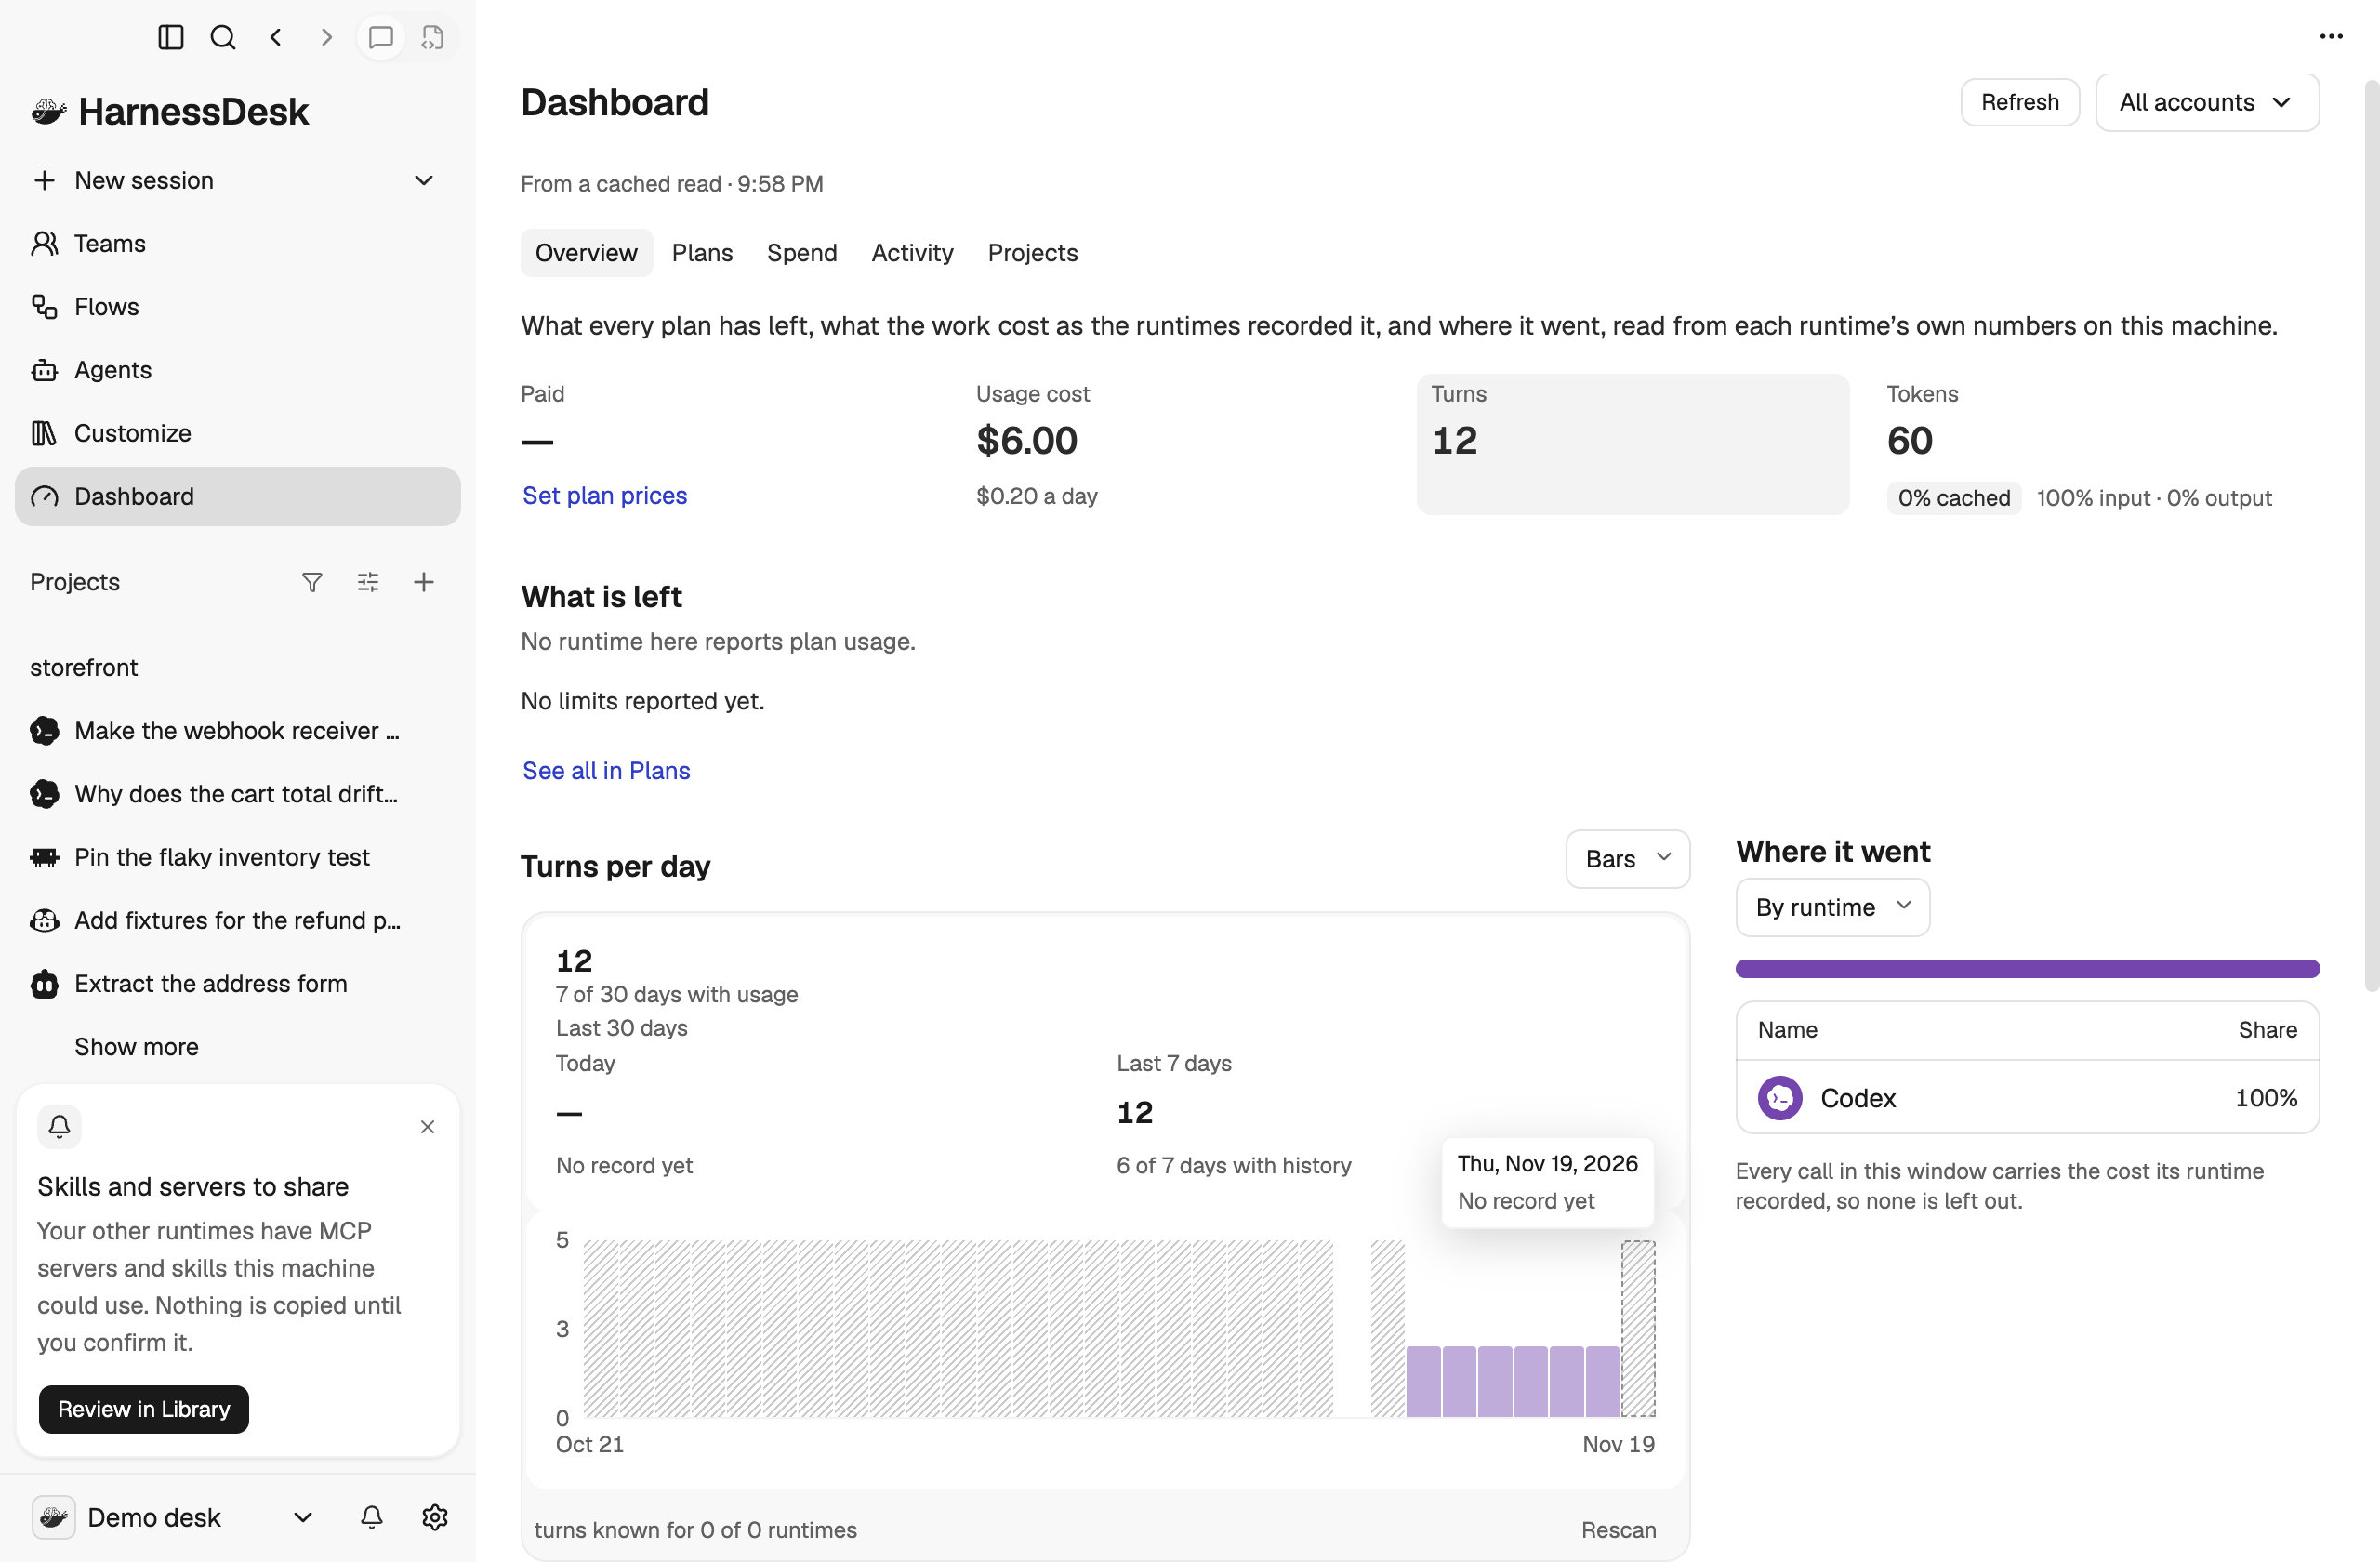 HarnessDesk
New session
Teams
Flows
Agents
Customize
Dashboard
Projects
storefront
Make the webhook receiver ...
Why does the cart total drift...
Pin the flaky inventory test
Add fixtures for the refund p...
Extract the address form
Show more
Skills and servers to share
Your other runtimes have MCP
servers and skills this machine
could use. Nothing is copied until
you confirm it.
Review in Library
Demo desk
Dashboard
Refresh
All accounts
From a cached read · 9:58 PM
Overview Plans Spend Activity Projects
What every plan has left, what the work cost as the runtimes recorded it, and where it went, read from each runtime’s own numbers on this machine.
Paid
—
Set plan prices
Usage cost
$6.00
$0.20 a day
Turns
12
Tokens
60
0% cached 100% input · 0% output
What is left
No runtime here reports plan usage.
No limits reported yet.
See all in Plans
Turns per day
Bars
12
7 of 30 days with usage
Last 30 days
Today
—
No record yet
Last 7 days
12
6 of 7 days with history
Thu, Nov 19, 2026
No record yet
5
3
0
Oct 21
Nov 19
turns known for 0 of 0 runtimes
Rescan
Where it went
By runtime
Name Share
Codex 100%
Every call in this window carries the cost its runtime
recorded, so none is left out.